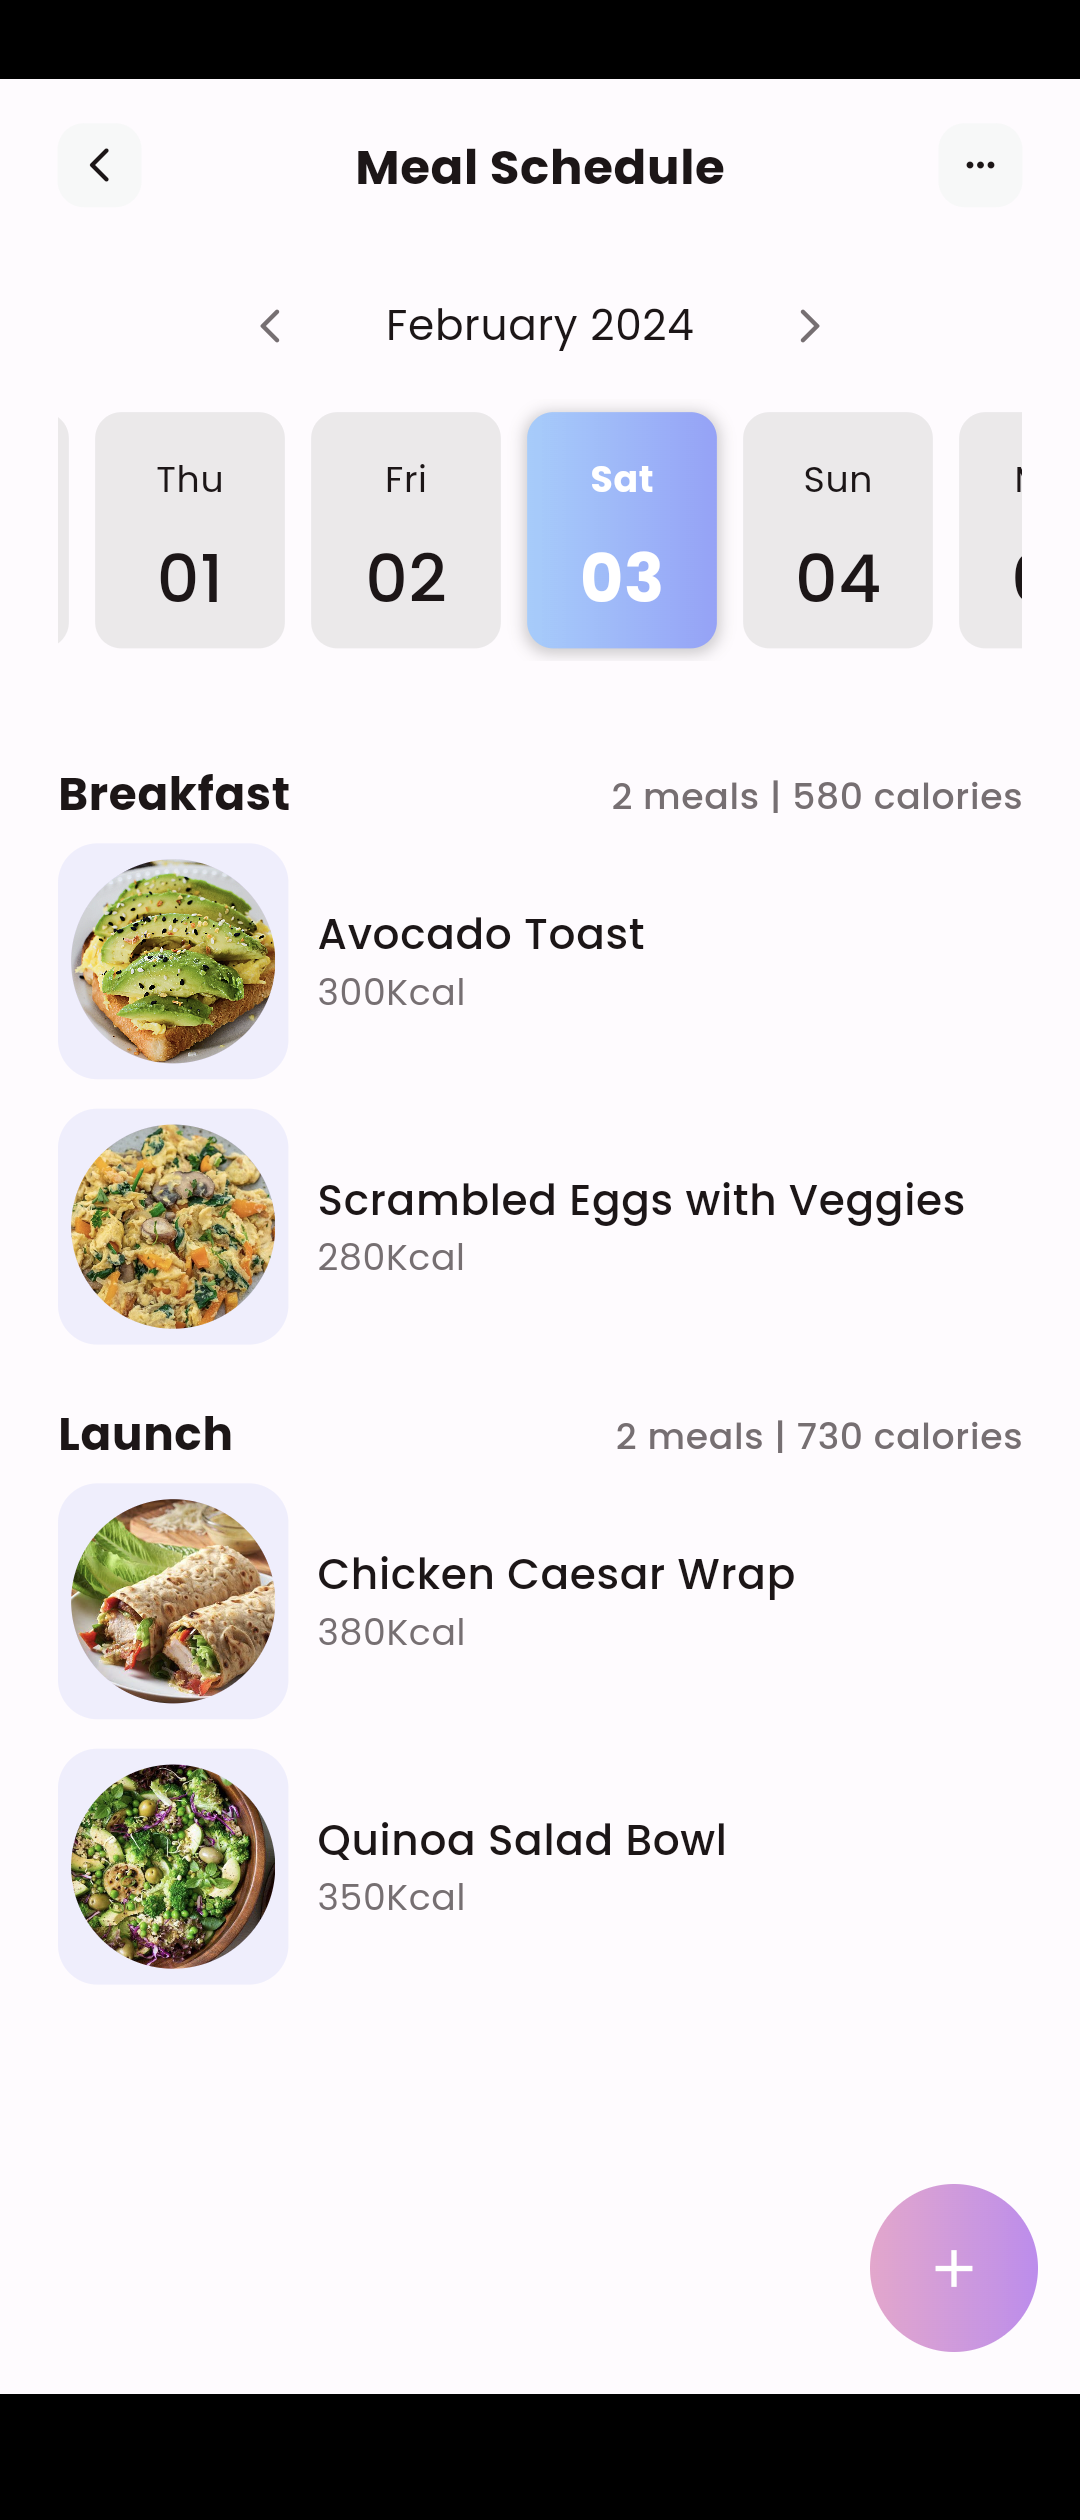 Meal Schedule
February 2024
Thu
Fri
Sat
Sun
01
02
03
04
Breakfast
2 meals | 580 calories
Avocado Toast
300Kcal
Scrambled Eggs with Veggies
280Kcal
Launch
2 meals | 730 calories
Chicken Caesar Wrap
380Kcal
Quinoa Salad Bowl
350Kcal